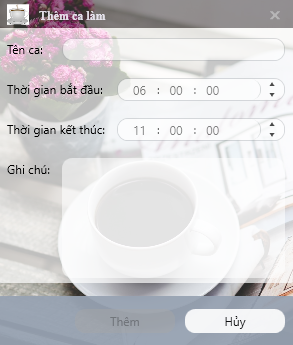 Thêm ca làm
Tên ca:
Thời gian bắt đầu: 06 : 00 : 00
Thời gian kết thúc: 11 : 00 : 00
Ghi chú:
Thêm Hủy